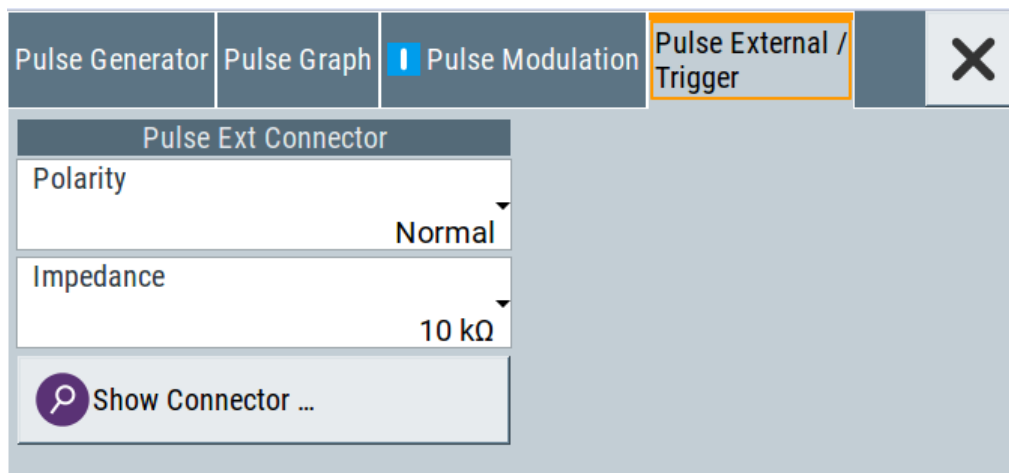 Pulse Generator
Pulse Graph
Pulse Modulation
Pulse External /
Trigger
Pulse Ext Connector
Polarity
Normal
Impedance
10 kΩ
Show Connector ...